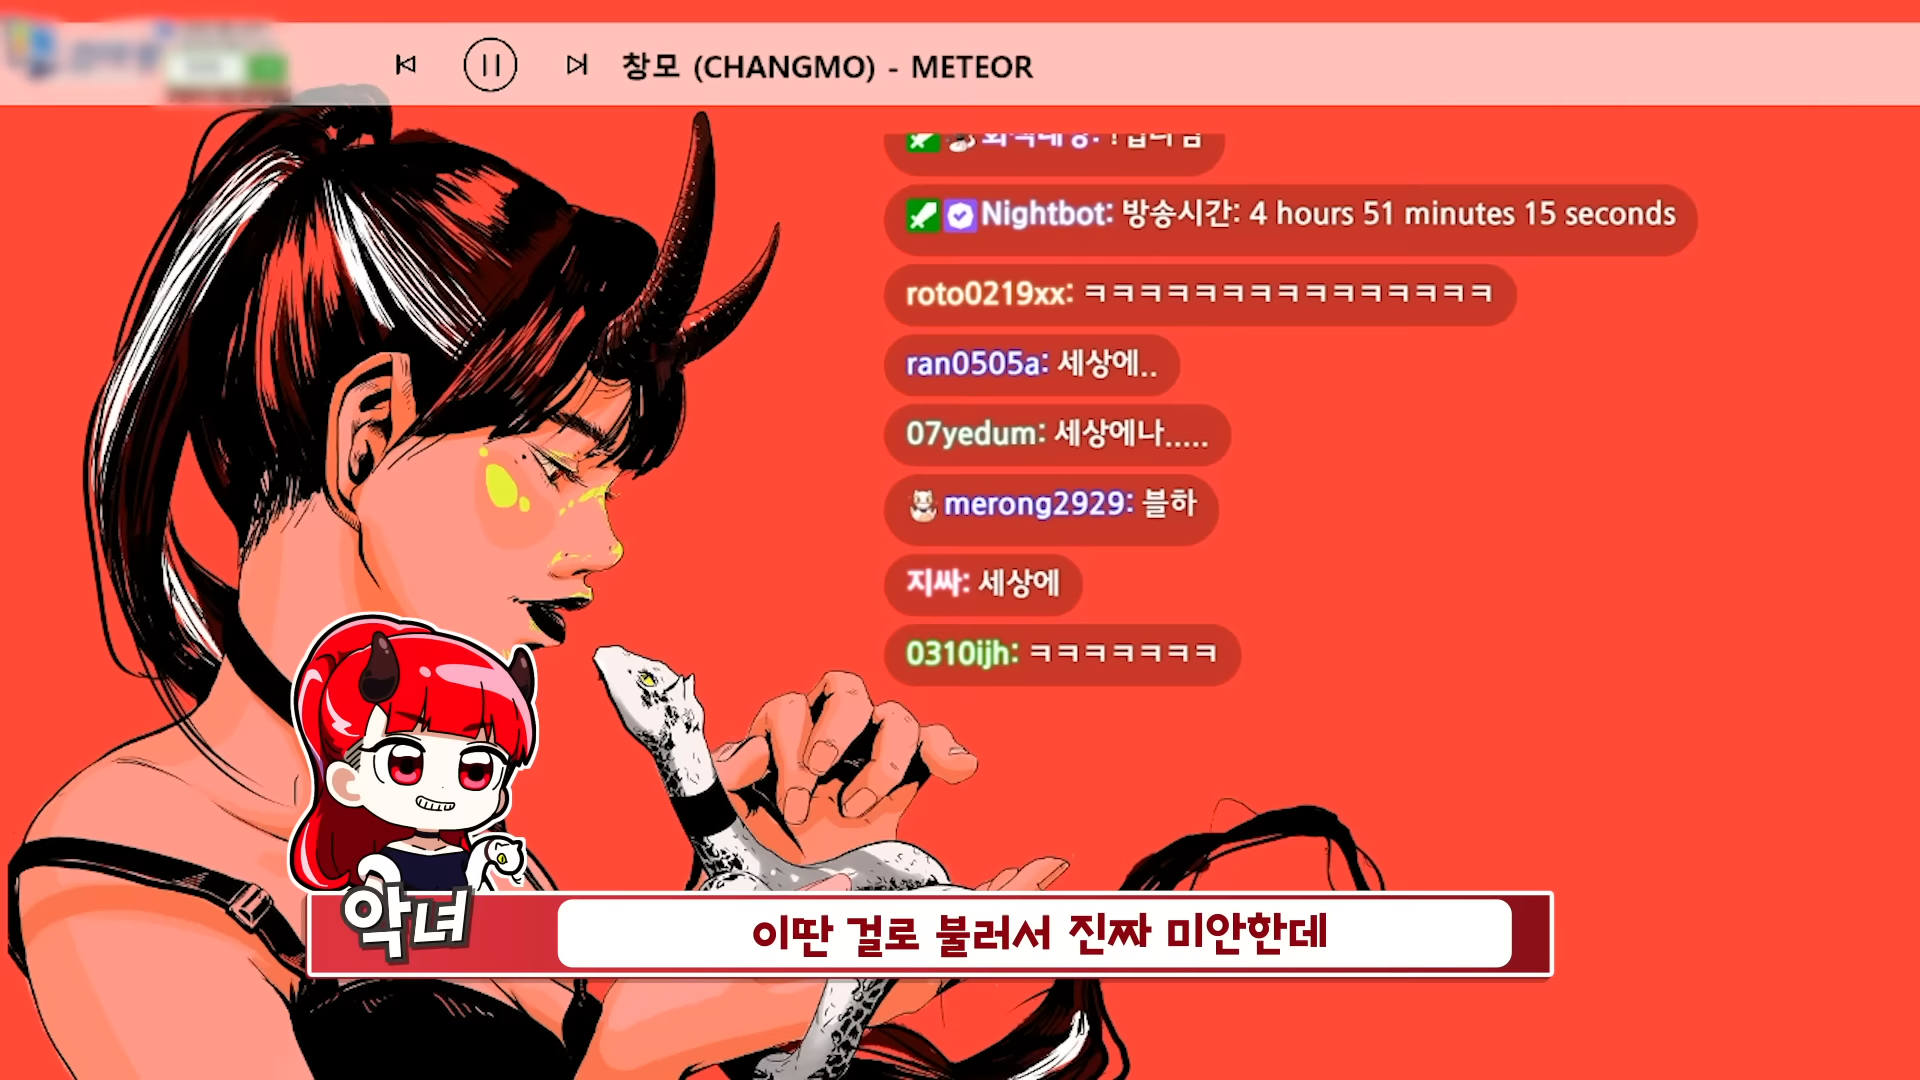 창모 (CHANGMO) - METEOR
Nightbot: 방송시간: 4 hours 51 minutes 15 seconds
roto0219xx: ㅋㅋㅋㅋㅋㅋㅋㅋㅋㅋㅋㅋㅋㅋㅋ
ran0505a: 세상에..
07yedum: 세상에나.....
merong2929: 블하
지싸: 세상에
0310ijh: ㅋㅋㅋㅋㅋㅋㅋ
악녀
이딴 걸로 불러서 진짜 미안한데